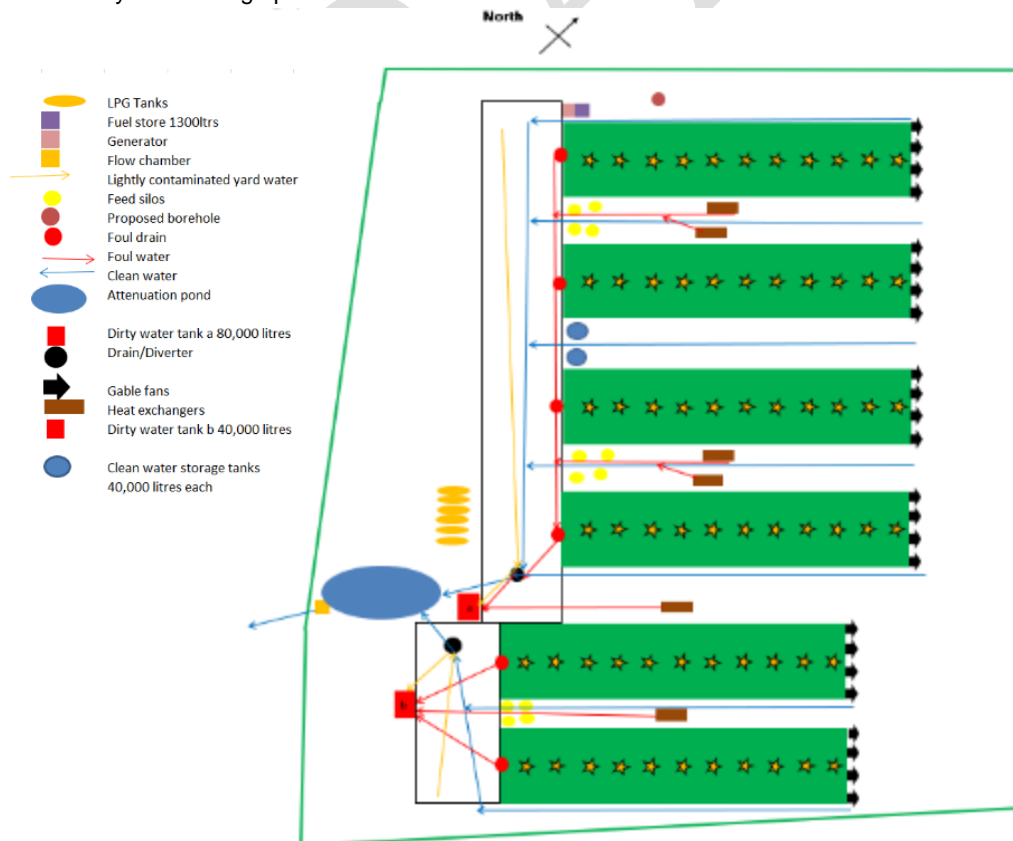 North
LPG Tanks
Fuel store 1300ltrs
Generator
Flow chamber
Lightly contaminated yard water
Feed silos
Proposed borehole
Foul drain
Foul water
Clean water
Attenuation pond
Dirty water tank a 80,000 litres
Drain/Diverter
Gable fans
Heat exchangers
Dirty water tank b 40,000 litres
Clean water storage tanks
40,000 litres each
a
b